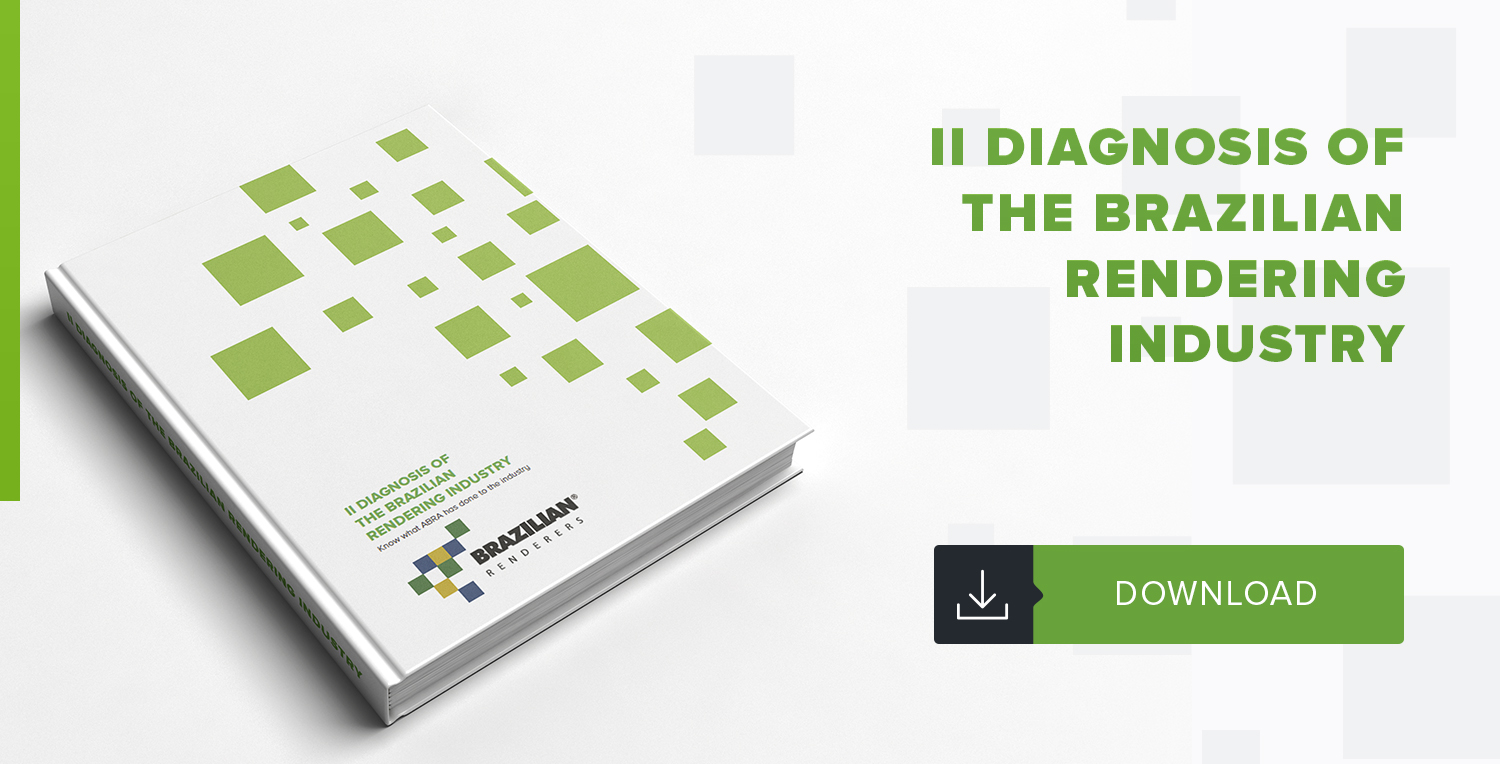 II DIAGNOSIS OF
THE BRAZILIAN
RENDERING INDUSTRY
Know what ABRA has done to the industry
BRAZILIAN®
RENDERERS
II DIAGNOSIS OF THE BRAZILIAN RENDERING INDUSTRY
II DIAGNOSIS OF
THE BRAZILIAN
RENDERING
INDUSTRY
DOWNLOAD